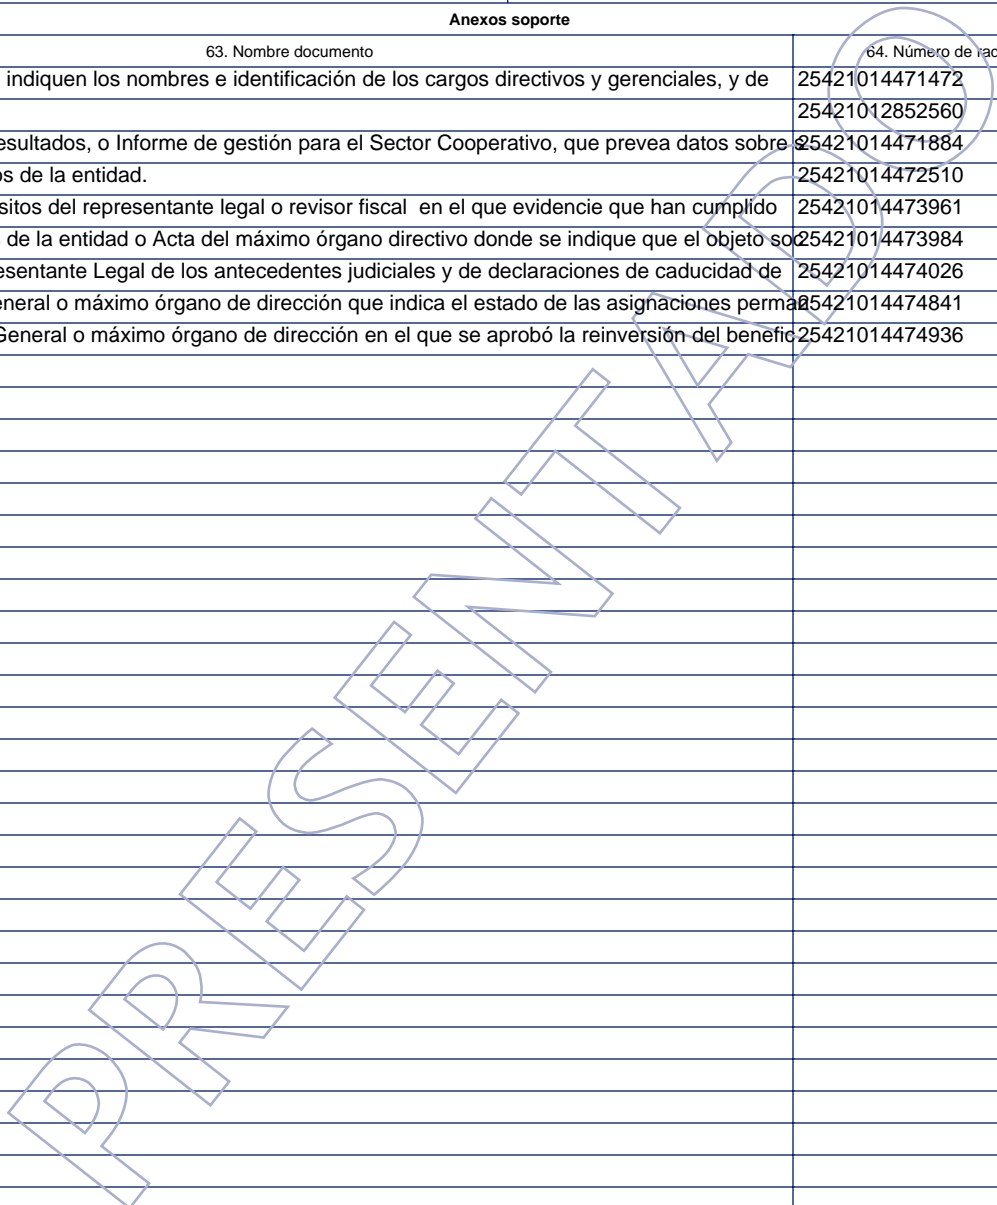 Anexos soporte
63. Nombre documento 64. Número de
indiquen los nombres e identificación de los cargos directivos y gerenciales, y de 25421014471472
25421012852560
esultados, o Informe de gestión para el Sector Cooperativo, que prevea datos sobre 25421014471884
os de la entidad. 25421014472510
sitos del representante legal o revisor fiscal en el que evidencie que han cumplido 25421014473961
de la entidad o Acta del máximo órgano directivo donde se indique que el objeto soc 25421014473984
esentante Legal de los antecedentes judiciales y de declaraciones de caducidad de 25421014474026
eneral o máximo órgano de dirección que indica el estado de las asignaciones perman 25421014474841
General o máximo órgano de dirección en el que se aprobó la reinversión del benefic 25421014474936
PRESENTADO